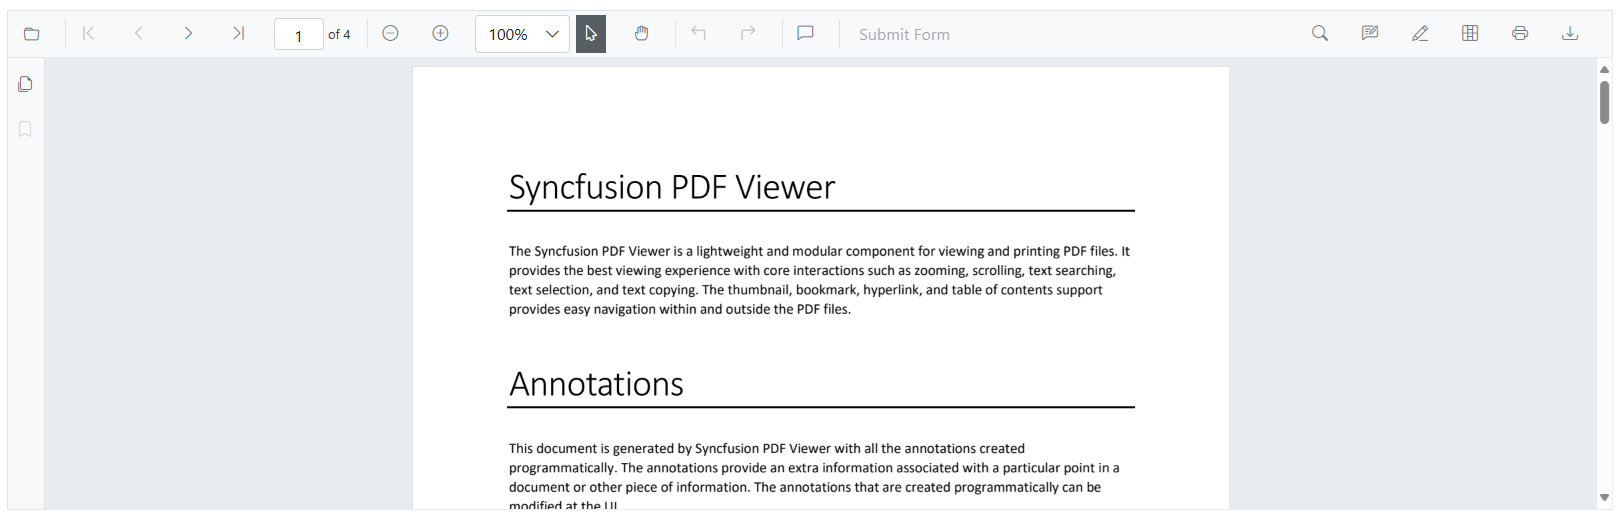 1 of 4 100% Submit Form
Syncfusion PDF Viewer
The Syncfusion PDF Viewer is a lightweight and modular component for viewing and printing PDF files. It
provides the best viewing experience with core interactions such as zooming, scrolling, text searching,
text selection, and text copying. The thumbnail, bookmark, hyperlink, and table of contents support
provides easy navigation within and outside the PDF files.
Annotations
This document is generated by Syncfusion PDF Viewer with all the annotations created
programmatically. The annotations provide an extra information associated with a particular point in a
document or other piece of information. The annotations that are created programmatically can be
modified at the UI.